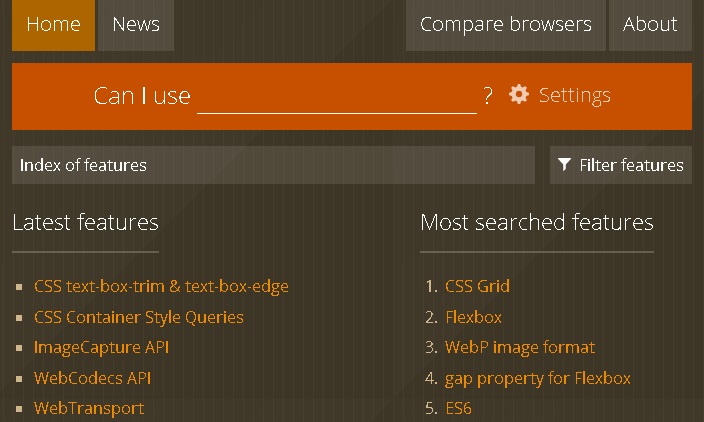 Home News Compare browsers About
Can I use ? Settings
Index of features Filter features
Latest features
CSS text-box-trim & text-box-edge
CSS Container Style Queries
ImageCapture API
WebCodecs API
WebTransport
Most searched features
1. CSS Grid
2. Flexbox
3. WebP image format
4. gap property for Flexbox
5. ES6